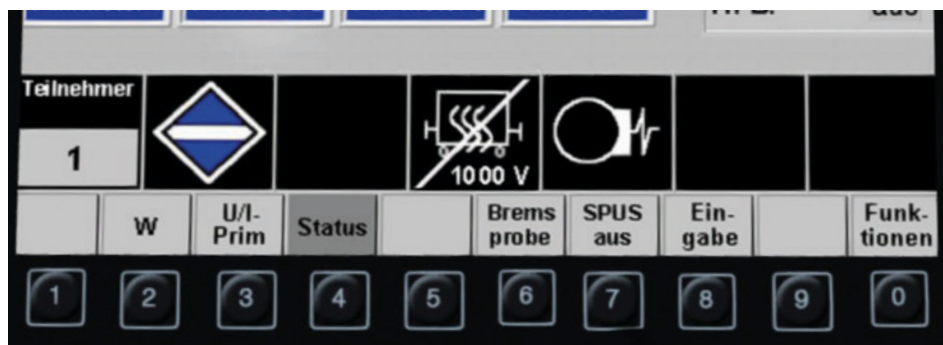 Teilnehmer
1
1000 V
W
U/I-
Prim
Status
Brems
probe
SPUS
aus
Ein-
gabe
Funk-
tionen
1
2
3
4
5
6
7
8
9
0